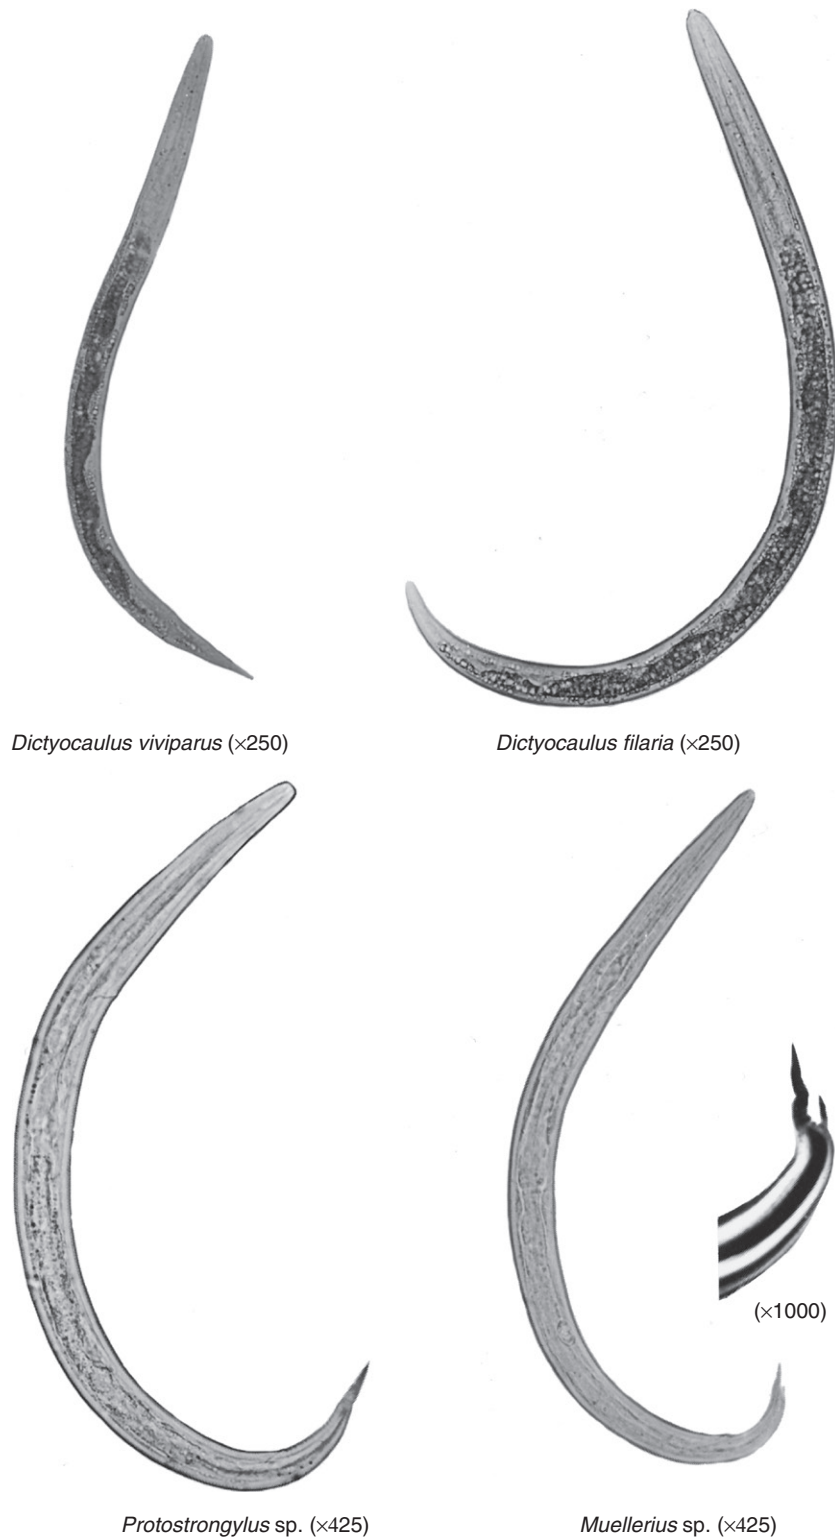 Dictyocaulus viviparus (×250)
Dictyocaulus filaria (×250)
(×1000)
Protostrongylus sp. (×425)
Muellerius sp. (×425)